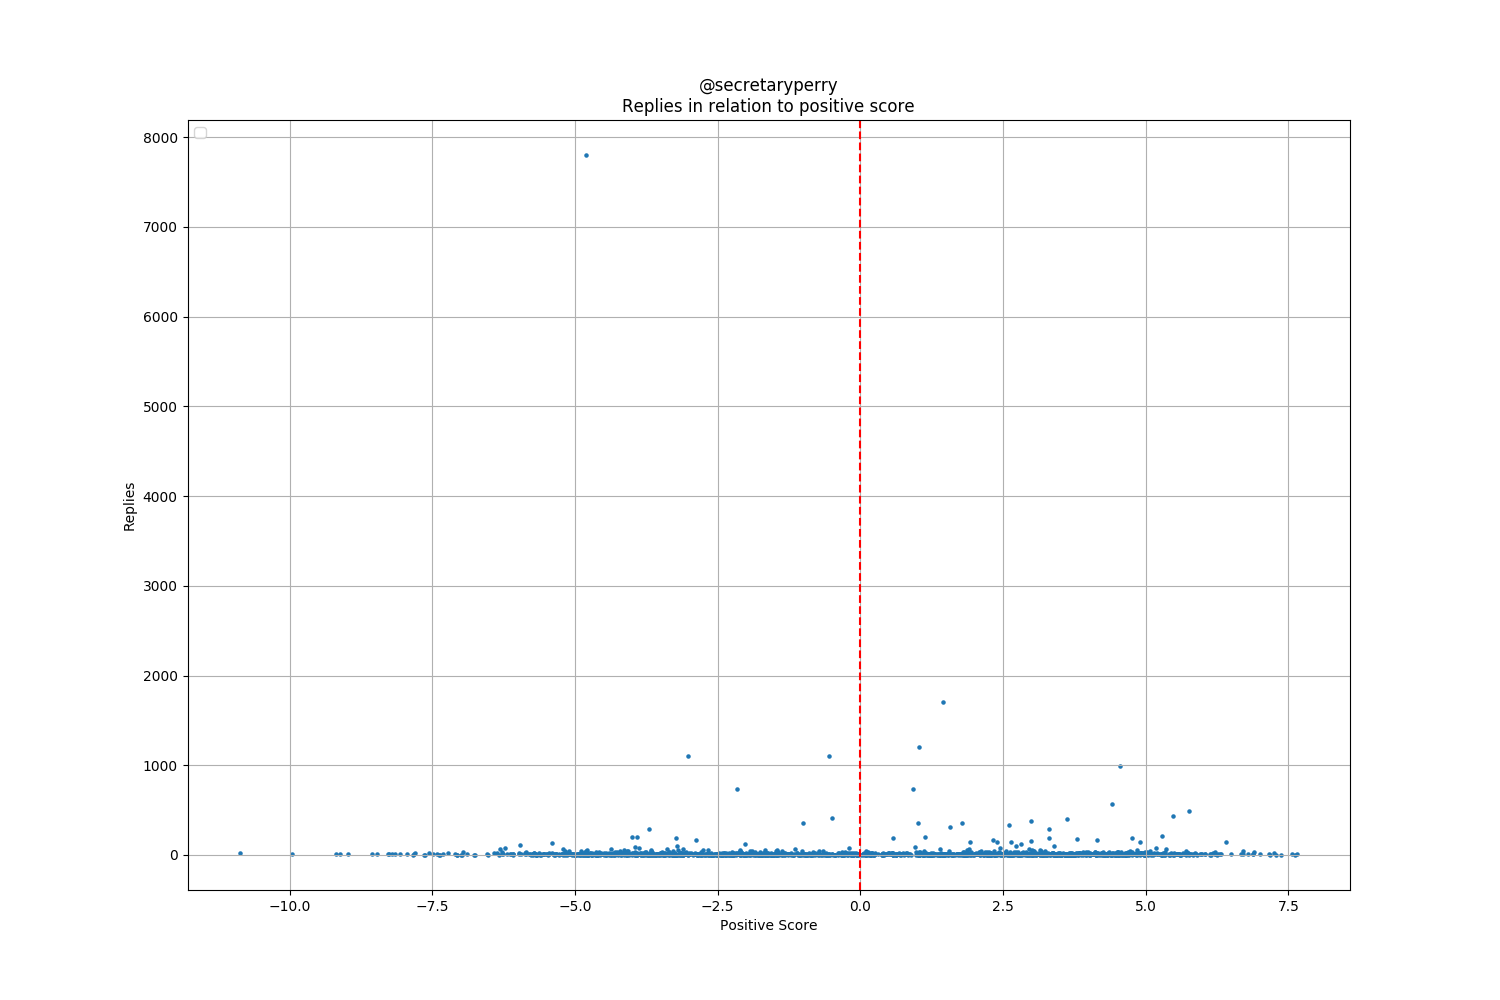 @secretaryperry
Replies in relation to positive score
8000
7000
6000
5000
4000
3000
2000
1000
0
Replies
−10.0 −7.5 −5.0 −2.5 0.0 2.5 5.0 7.5
Positive Score